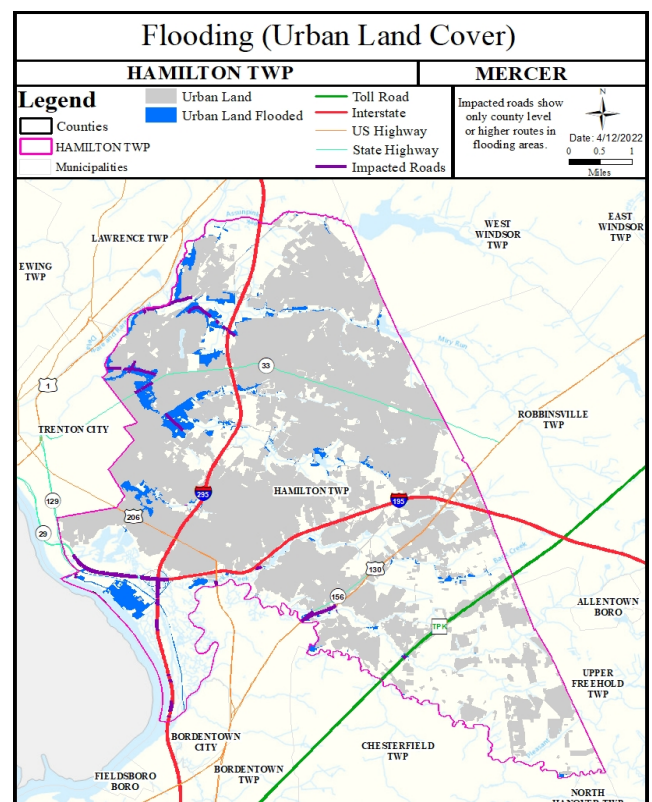 Flooding (Urban Land Cover)
HAMILTON TWP
MERCER
Legend
Counties
HAMILTON TWP
Municipalities
Urban Land
Urban Land Flooded
Toll Road
Interstate
US Highway
State Highway
Impacted Roads
Impacted roads show
only county level
or higher routes in
flooding areas.
N
Date: 4/12/2022
0 0.5 1
Miles
LAWRENCE TWP
WEST
WINDSOR
TWP
EAST
WINDSOR
TWP
EWING
TWP
33
1
TRENTON CITY
ROBBINSVILLE
TWP
129
295
HAMILTON TWP
195
206
29
130
156
TPK
ALLENTOWN
BORO
UPPER
FREEHOLD
TWP
BORDENTOWN
CITY
CHESTERFIELD
TWP
FIELDSBORO
BORO
BORDENTOWN
TWP
NORTH
HANOVER TWP